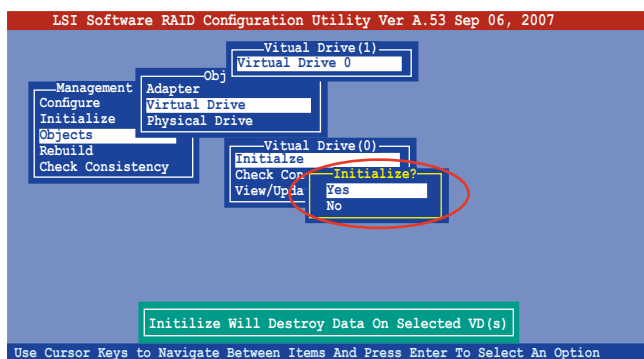 LSI Software RAID Configuration Utility Ver A.53 Sep 06, 2007
Vitual Drive(1)
Virtual Drive 0
Obj
Adapter
Virtual Drive
Physical Drive
Management
Configure
Initialize
Objects
Rebuild
Check Consistency
Vitual Drive(0)
Initialze
Check Con
View/Upda
Initialize?
Yes
No
Initilize Will Destroy Data On Selected VD(s)
Use Cursor Keys to Navigate Between Items And Press Enter To Select An Option